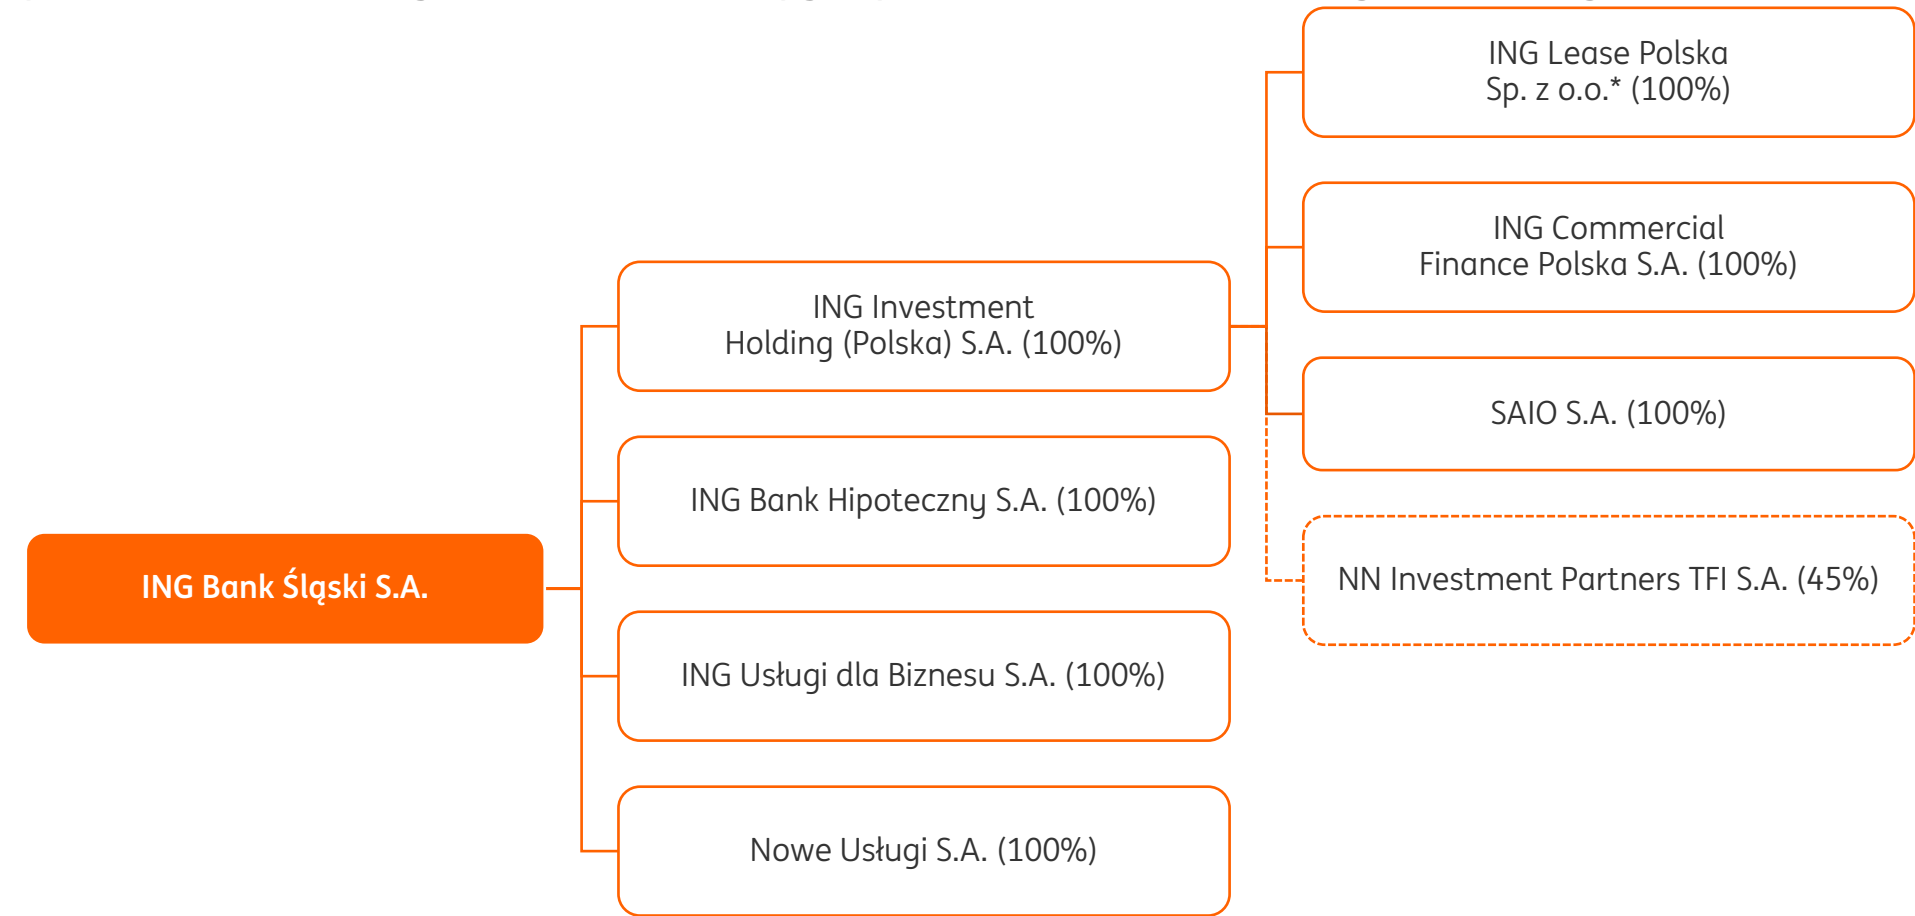 ING Bank Śląski S.A.
ING Investment
Holding (Polska) S.A. (100%)
ING Bank Hipoteczny S.A. (100%)
ING Usługi dla Biznesu S.A. (100%)
Nowe Usługi S.A. (100%)
ING Lease Polska
Sp. z o.o.* (100%)
ING Commercial
Finance Polska S.A. (100%)
SAIO S.A. (100%)
NN Investment Partners TFI S.A. (45%)